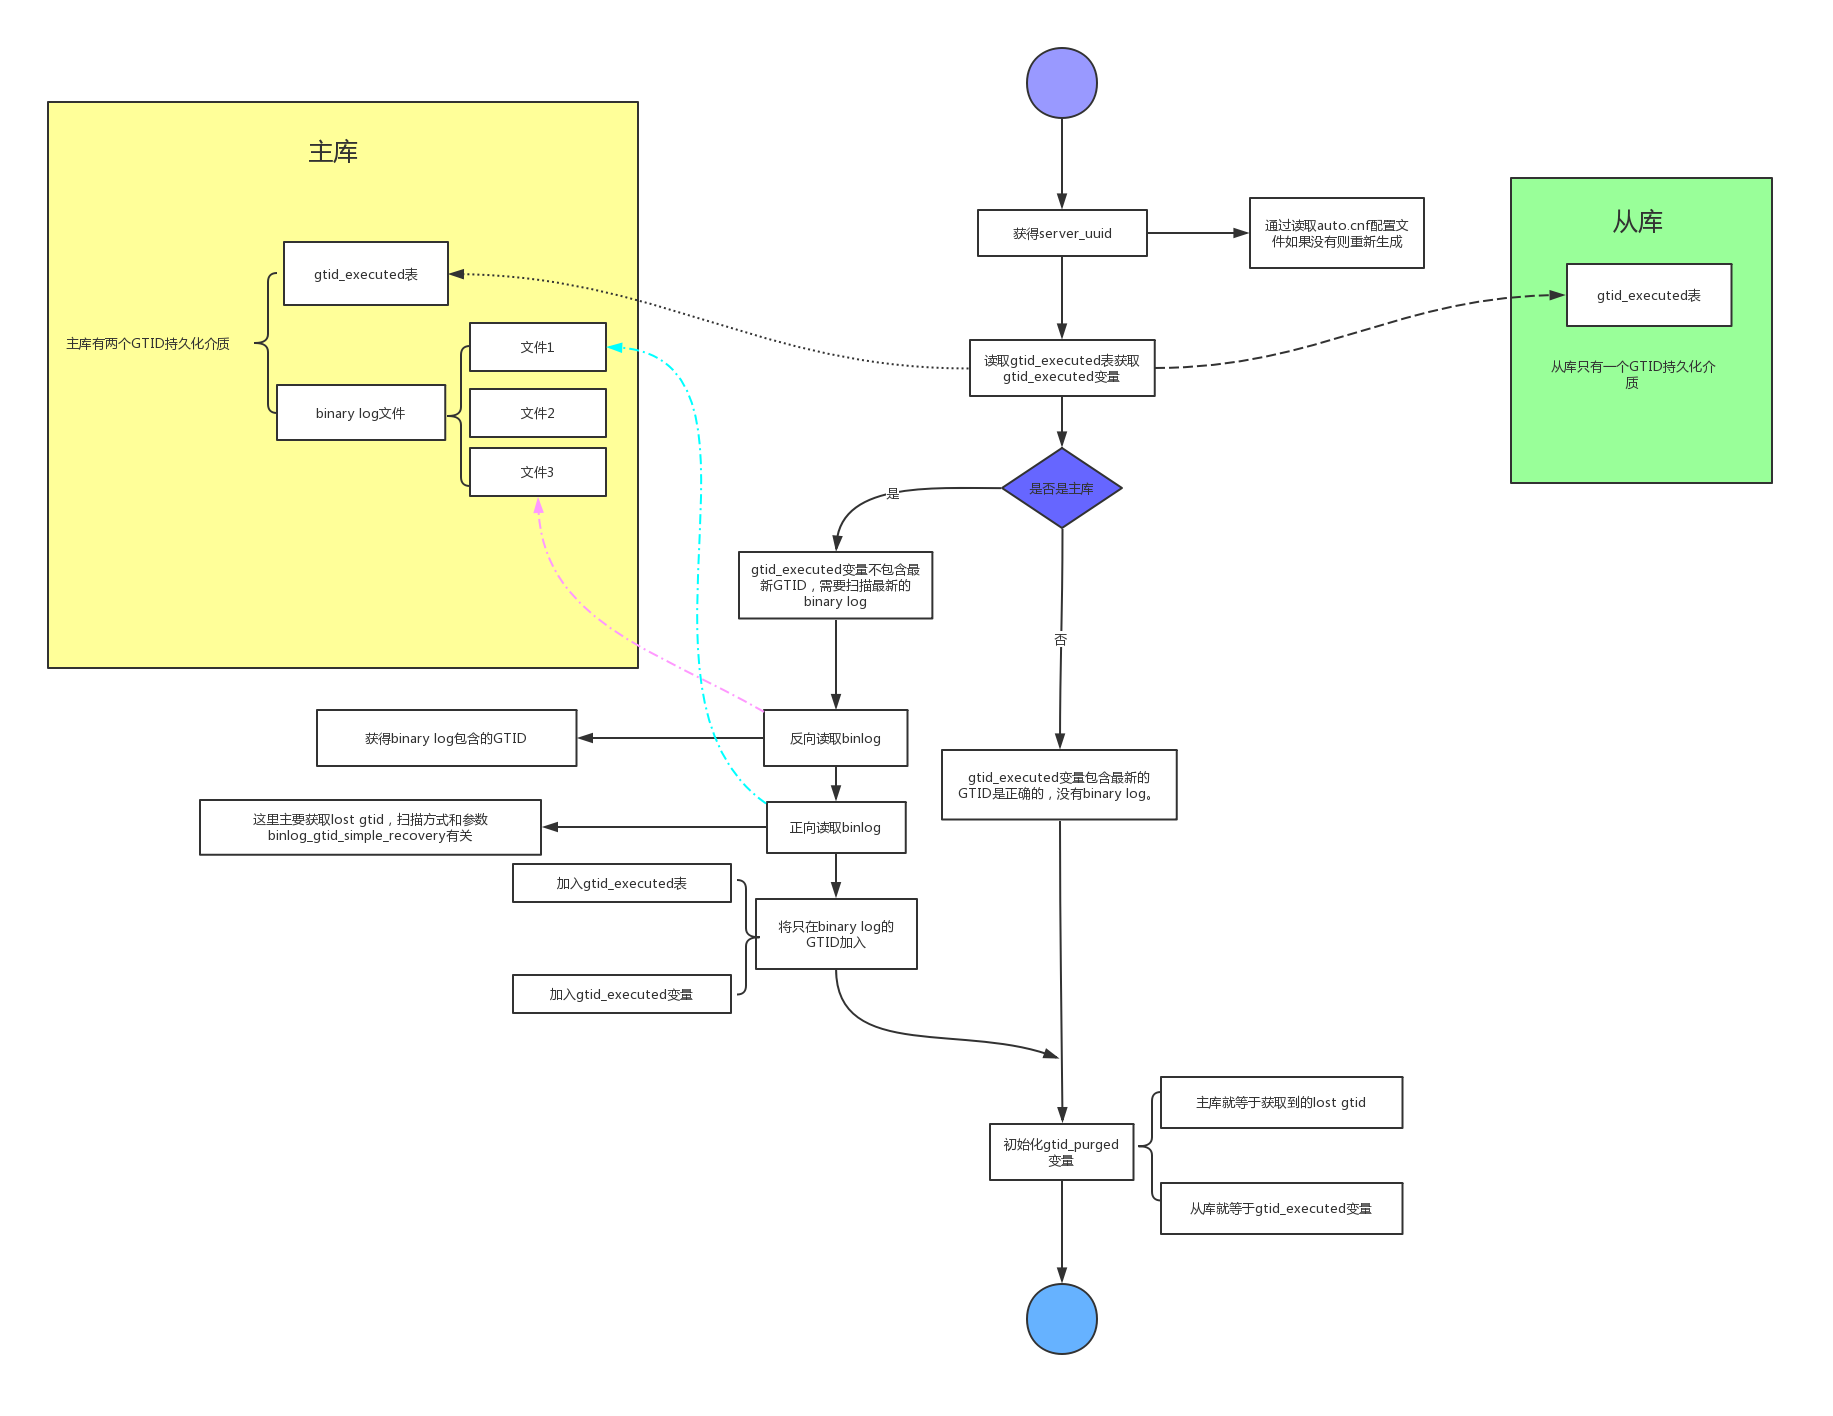 主库
获得server_uuid
通过读取auto.cnf配置文
件如果没有则重新生成
从库
gtid_executed表
gtid_executed表
主库有两个GTID持久化介质
文件1
读取gtid_executed表获取
gtid_executed变量
从库只有一个GTID持久化介
质
binary log文件
文件2
文件3
是否是主库
是
gtid_executed变量不包含最
新GTID，需要扫描最新的
binary log
否
获得binary log包含的GTID
反向读取binlog
gtid_executed变量包含最新的
GTID是正确的，没有binary log。
这里主要获取lost gtid，扫描方式和参数
binlog_gtid_simple_recovery有关
正向读取binlog
加入gtid_executed表
将只在binary log的
GTID加入
加入gtid_executed变量
主库就等于获取到的lost gtid
初始化gtid_purged
变量
从库就等于gtid_executed变量